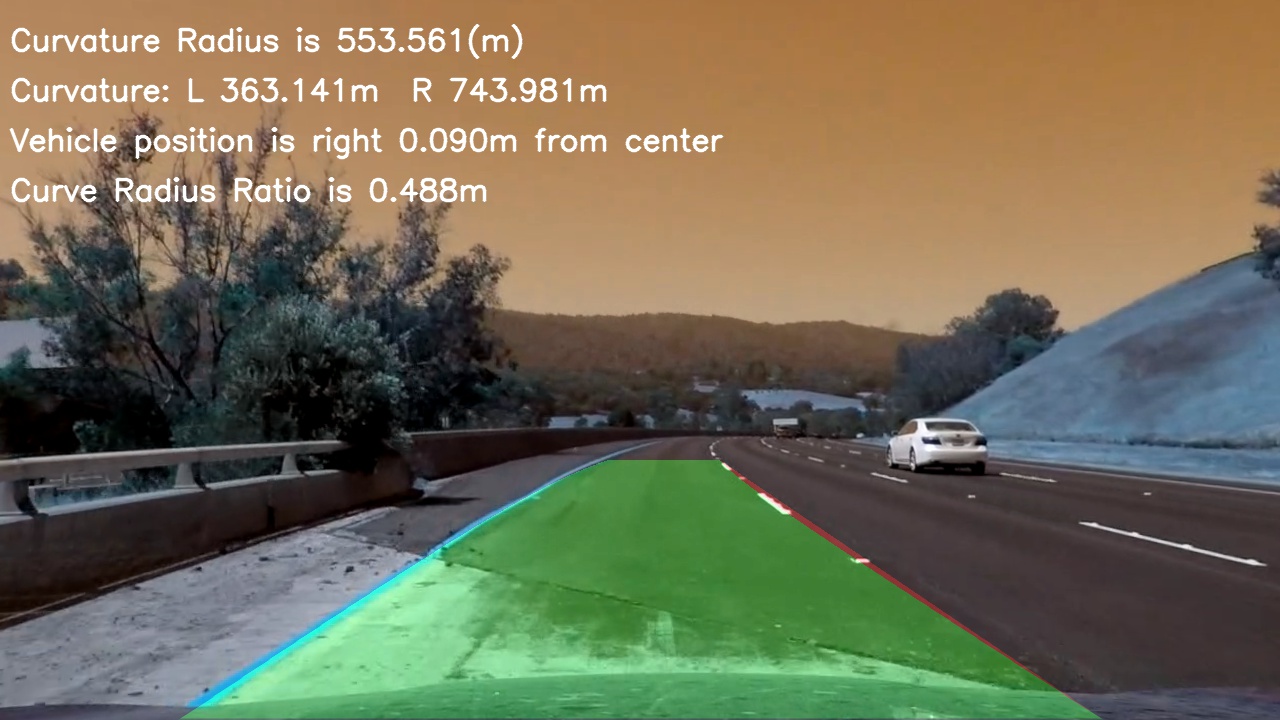 Curvature Radius is 553.561(m)
Curvature: L 363.141m R 743.981m
Vehicle position is right 0.090m from center
Curve Radius Ratio is 0.488m